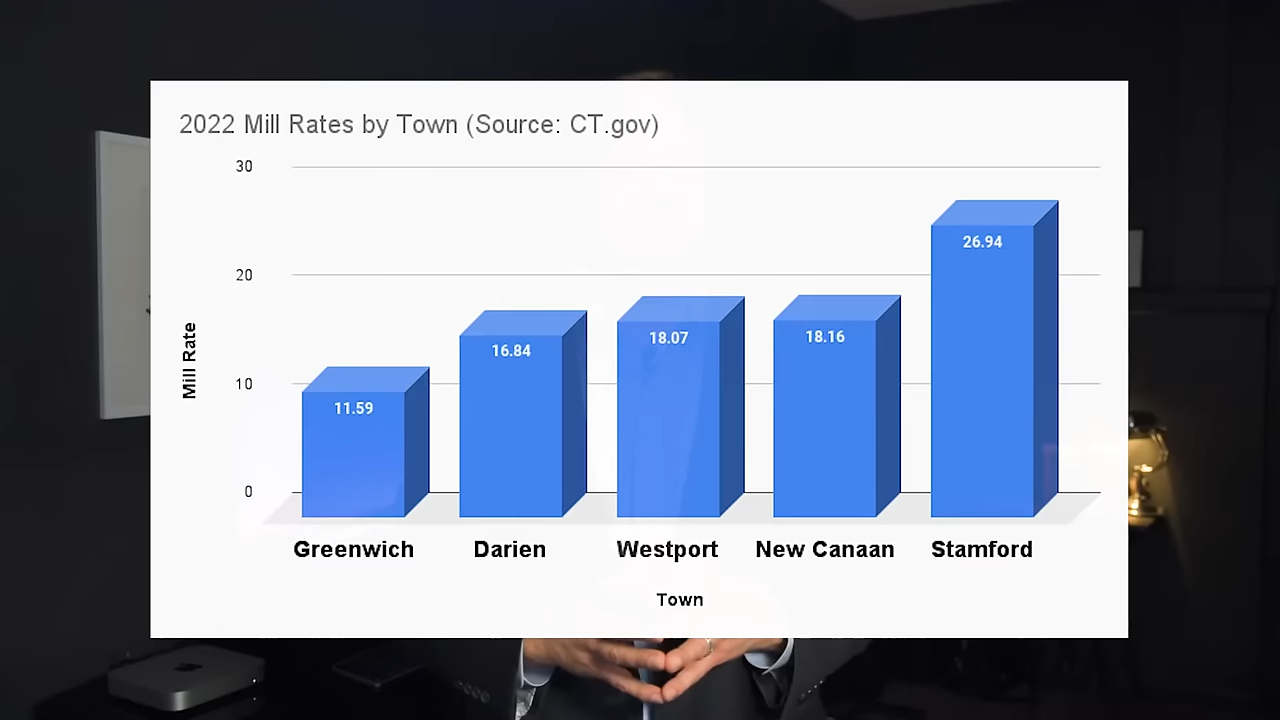 2022 Mill Rates by Town (Source: CT.gov)
30
20
10
0
Mill Rate
11.59
16.84
18.07
18.16
26.94
Greenwich
Darien
Westport
New Canaan
Stamford
Town